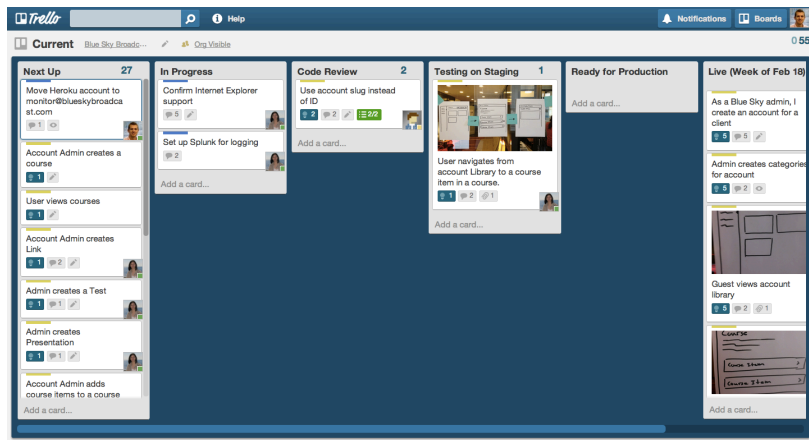 Trello
Help
Notifications
Boards
Current
Blue Sky Broadc...
Org Visible
0 55
Next Up
27
Move Heroku account to
monitor@blueskybroadca
st.com
1
Account Admin creates a
course
1
User views courses
1
Account Admin creates
Link
1 2
Admin creates a Test
1
Admin creates
Presentation
1 1
Account Admin adds
course items to a course
Add a card...
In Progress
Confirm Internet Explorer
support
5
Set up Splunk for logging
2
Add a card...
Code Review
2
Use account slug instead
of ID
2 2 2/2
Add a card...
Testing on Staging
1
User navigates from
account Library to a course
item in a course.
1 2 1
Add a card...
Ready for Production
Add a card...
Live (Week of Feb 18)
As a Blue Sky admin, I
create an account for a
client
5 5
Admin creates categories
for account
5 2
Guest views account
library
5 2 1
Course
Course Item
Course Item
Add a card...